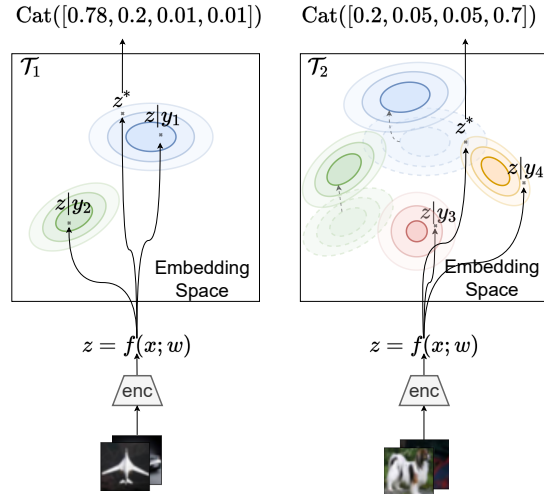 Cat([0.78, 0.2, 0.01, 0.01])
Cat([0.2, 0.05, 0.05, 0.7])
𝒯₁
z*
z|y₁
z|y₂
Embedding
Space
𝒯₂
z*
z|y₄
z|y₃
Embedding
Space
z = f(x; w)
z = f(x; w)
enc
enc